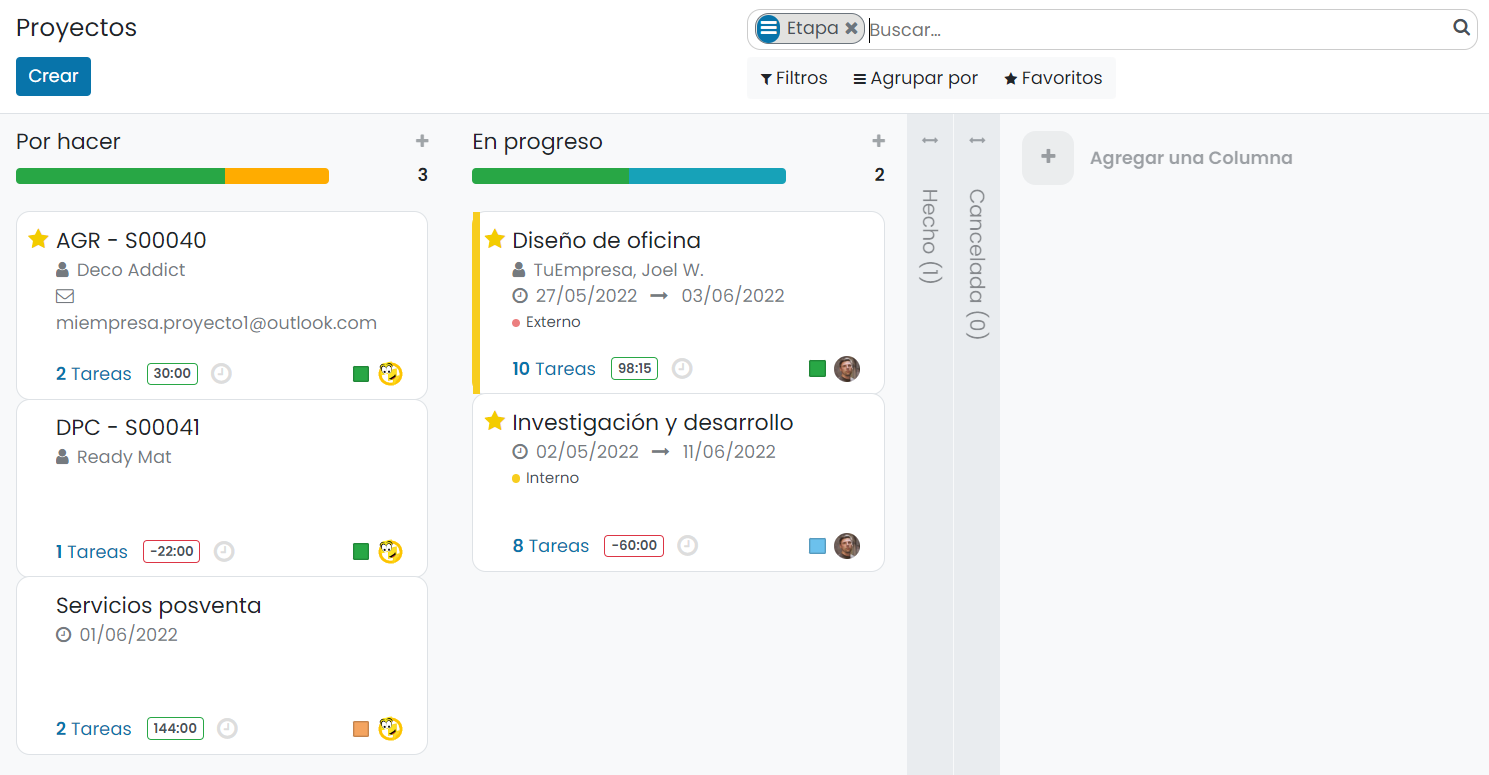 Proyectos
Etapa
Buscar...
Crear
Filtros
Agrupar por
Favoritos
Por hacer
3
AGR - S00040
Deco Addict
miempresa.proyecto1@outlook.com
2 Tareas
30:00
DPC - S00041
Ready Mat
1 Tareas
-22:00
Servicios posventa
01/06/2022
2 Tareas
144:00
En progreso
2
Diseño de oficina
TuEmpresa, Joel W.
27/05/2022
03/06/2022
Externo
10 Tareas
98:15
Investigación y desarrollo
02/05/2022
11/06/2022
Interno
8 Tareas
-60:00
Hecho (1)
Cancelada (0)
Agregar una Columna